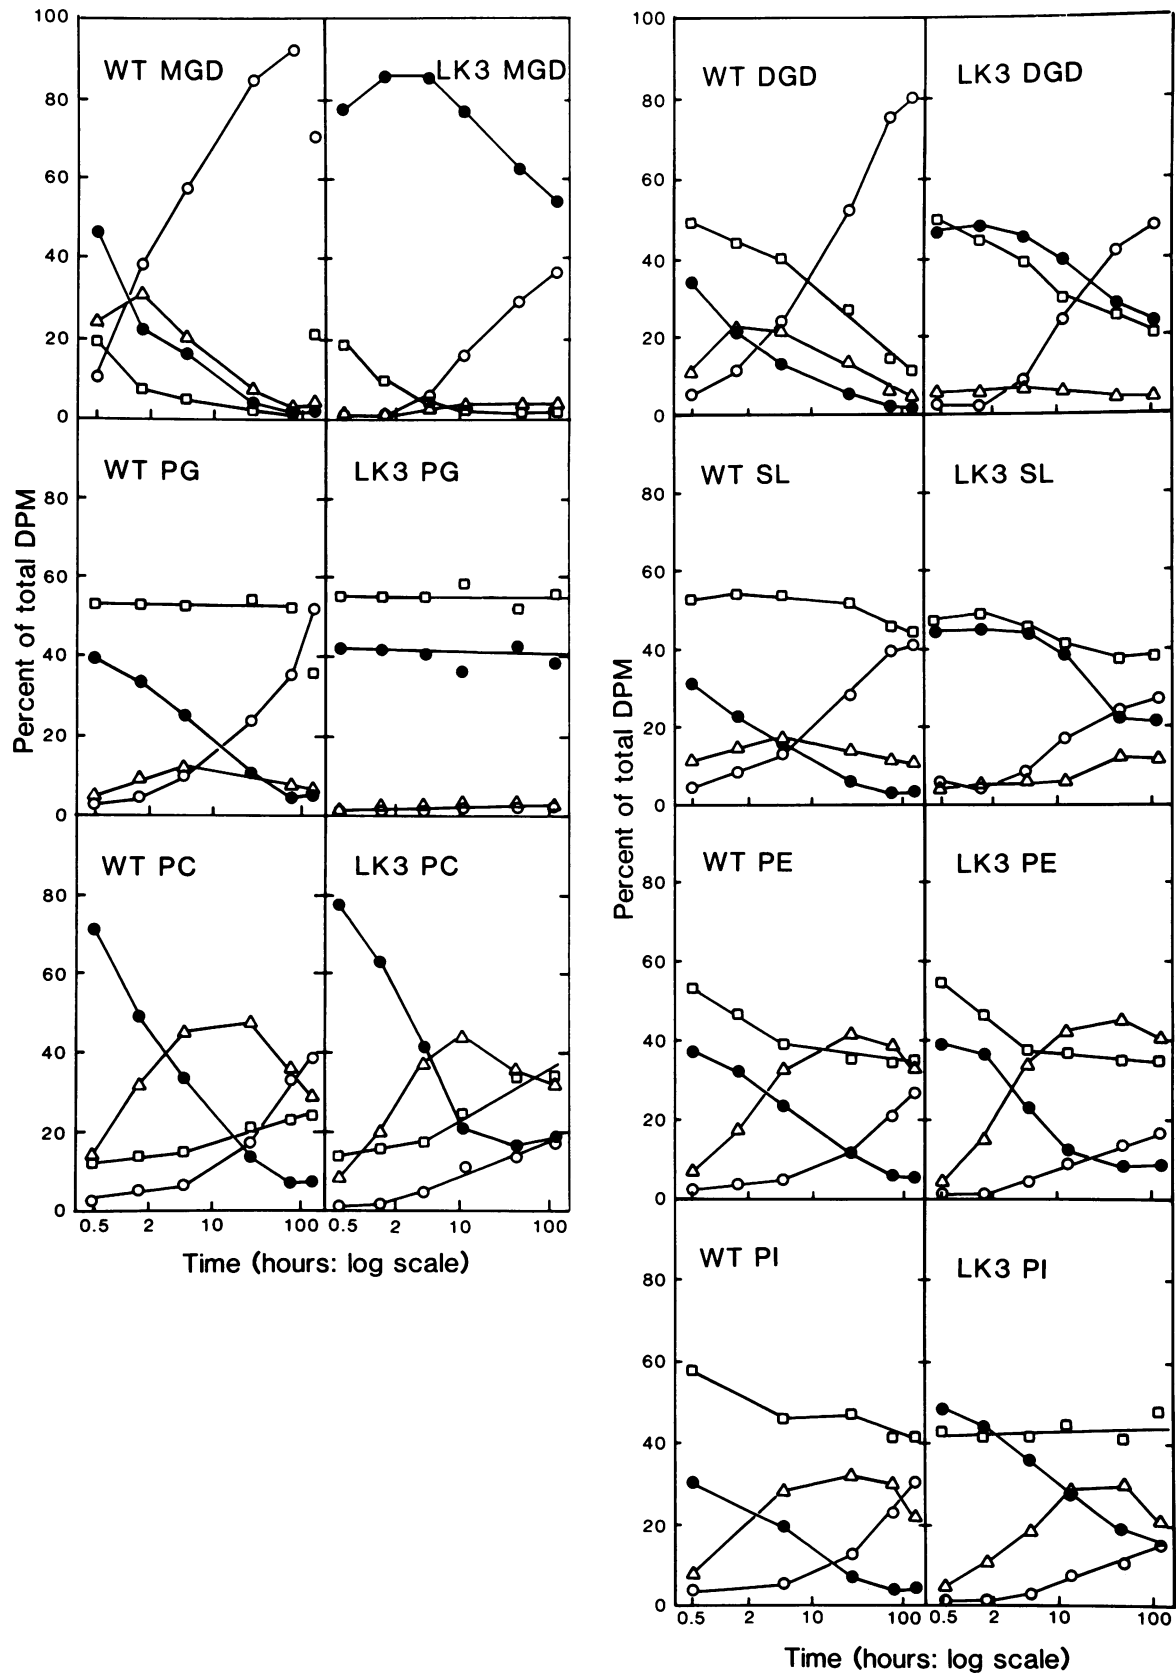 100
80
60
40
20
0
WT MGD
LK3 MGD
Percent of total DPM
80
60
40
20
0
WT PG
LK3 PG
80
60
40
20
0
WT PC
LK3 PC
0.5 2 10 100 0.5 2 10 100
Time (hours: log scale)
100
80
60
40
20
0
WT DGD
LK3 DGD
80
60
40
20
0
WT SL
LK3 SL
Percent of total DPM
80
60
40
20
0
WT PE
LK3 PE
80
60
40
20
0
WT PI
LK3 PI
0.5 2 10 100 0.5 2 10 100
Time (hours: log scale)